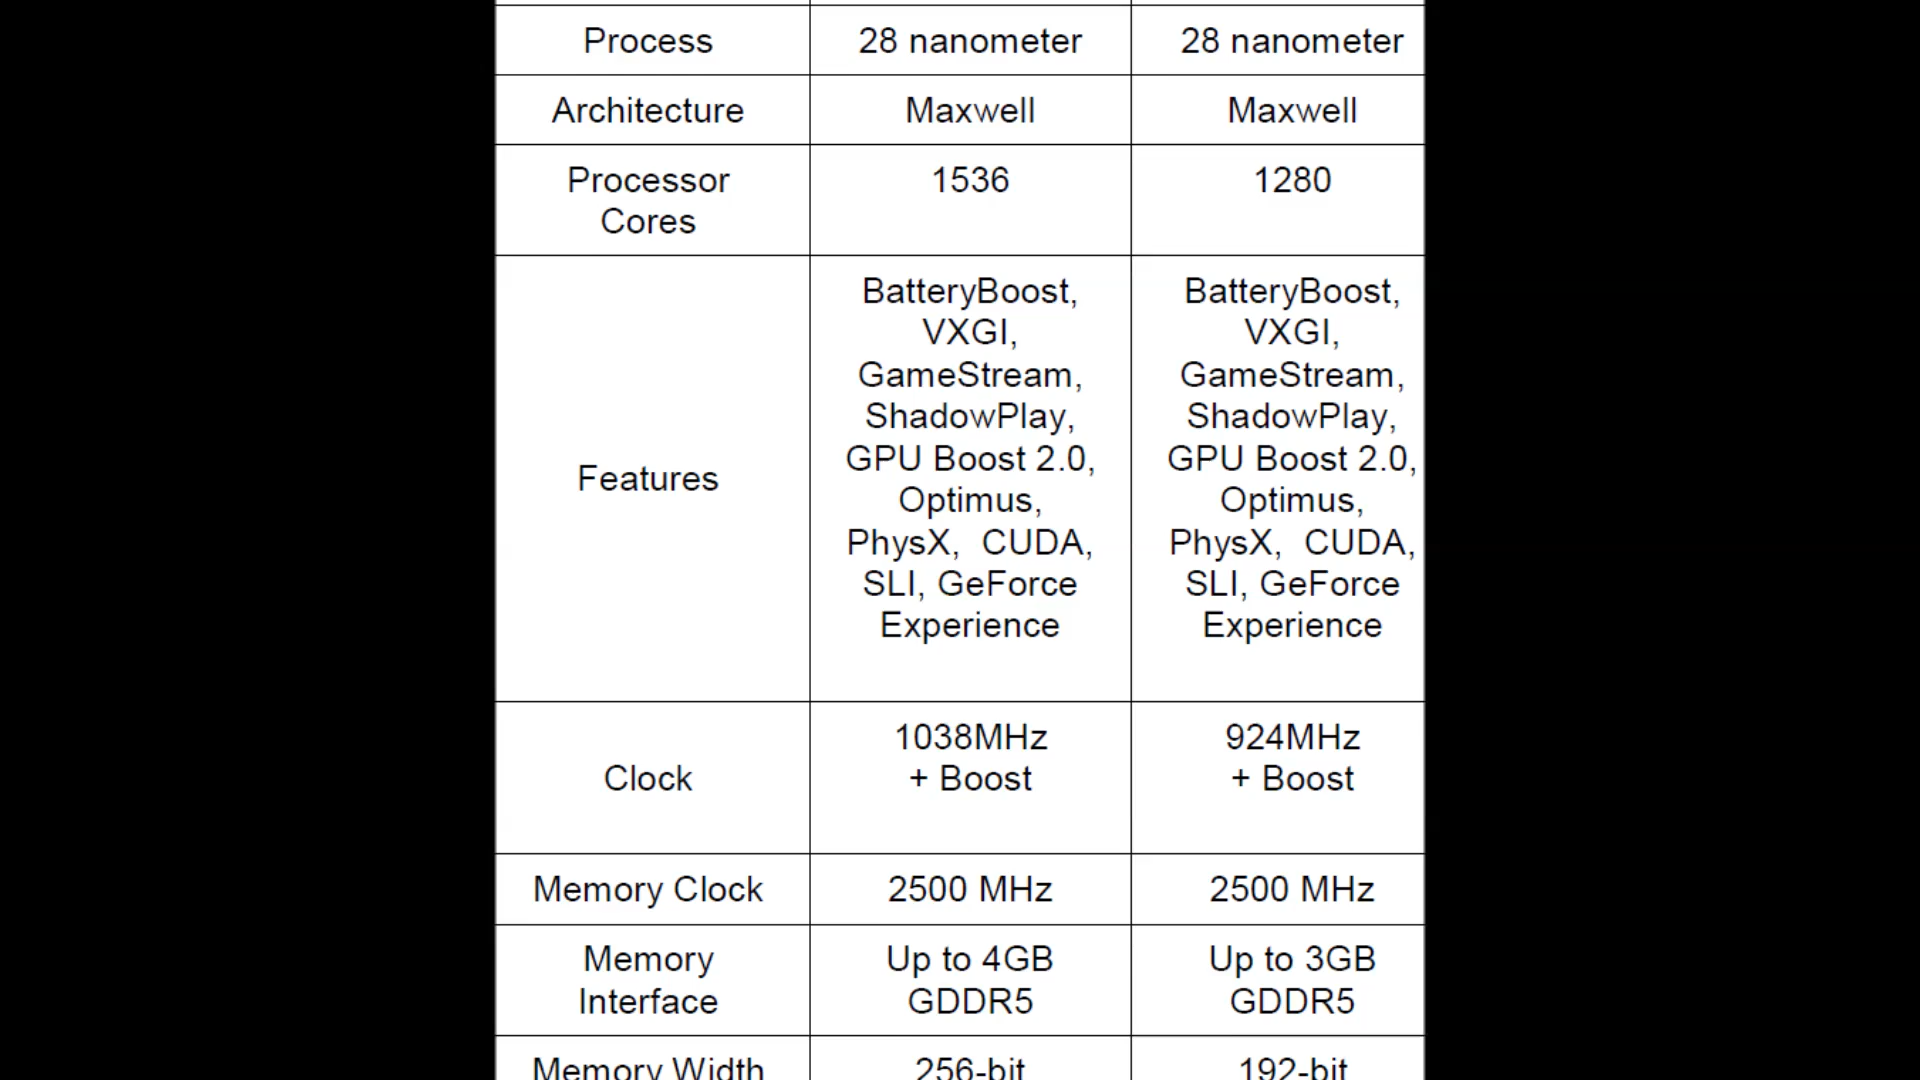 Process 28 nanometer 28 nanometer
Architecture Maxwell Maxwell
Processor Cores 1536 1280
Features
BatteryBoost,
VXGI,
GameStream,
ShadowPlay,
GPU Boost 2.0,
Optimus,
PhysX, CUDA,
SLI, GeForce
Experience
BatteryBoost,
VXGI,
GameStream,
ShadowPlay,
GPU Boost 2.0,
Optimus,
PhysX, CUDA,
SLI, GeForce
Experience
Clock
1038MHz
+ Boost
924MHz
+ Boost
Memory Clock 2500 MHz 2500 MHz
Memory
Interface
Up to 4GB
GDDR5
Up to 3GB
GDDR5
Memory Width 256-bit 192-bit